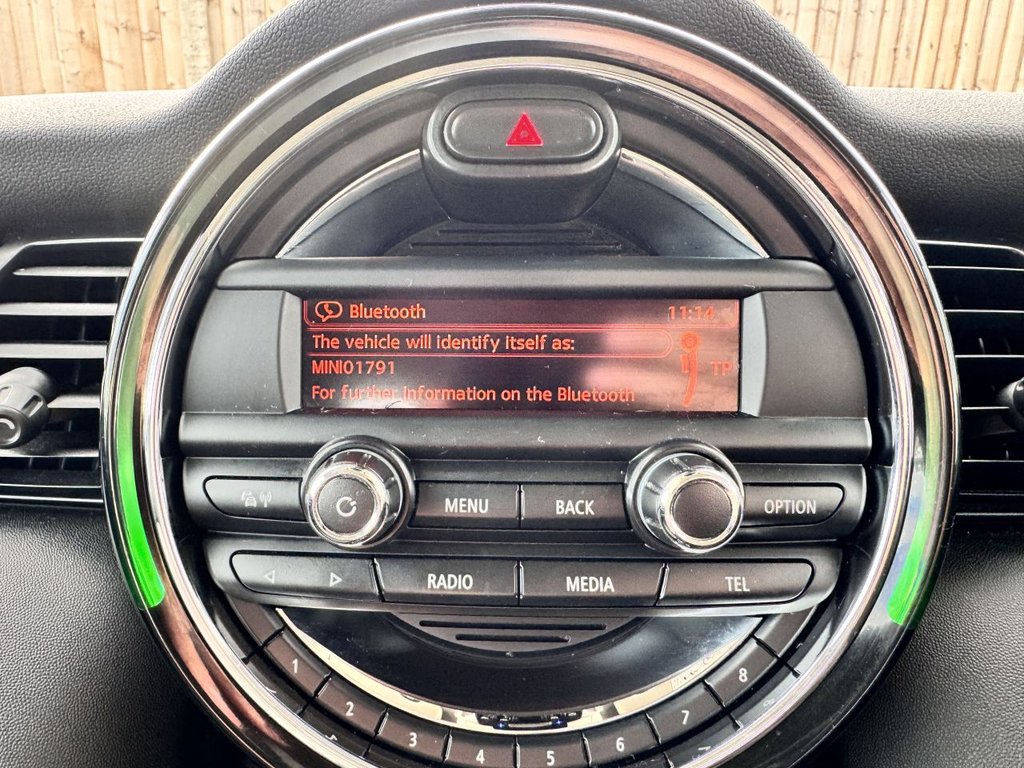 Bluetooth 11:14
The vehicle will identify itself as:
MINI01791
TP
For further information on the Bluetooth
MENU BACK OPTION
RADIO MEDIA TEL
1 2 3 4 5 6 7 8